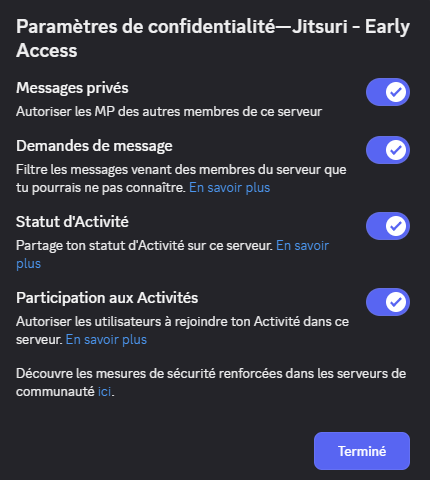 Paramètres de confidentialité—Jitsuri - Early
Access
Messages privés
Autoriser les MP des autres membres de ce serveur
Demandes de message
Filtre les messages venant des membres du serveur que
tu pourrais ne pas connaître. En savoir plus
Statut d'Activité
Partage ton statut d'Activité sur ce serveur. En savoir
plus
Participation aux Activités
Autoriser les utilisateurs à rejoindre ton Activité dans ce
serveur. En savoir plus
Découvre les mesures de sécurité renforcées dans les serveurs de
communauté ici.
Terminé